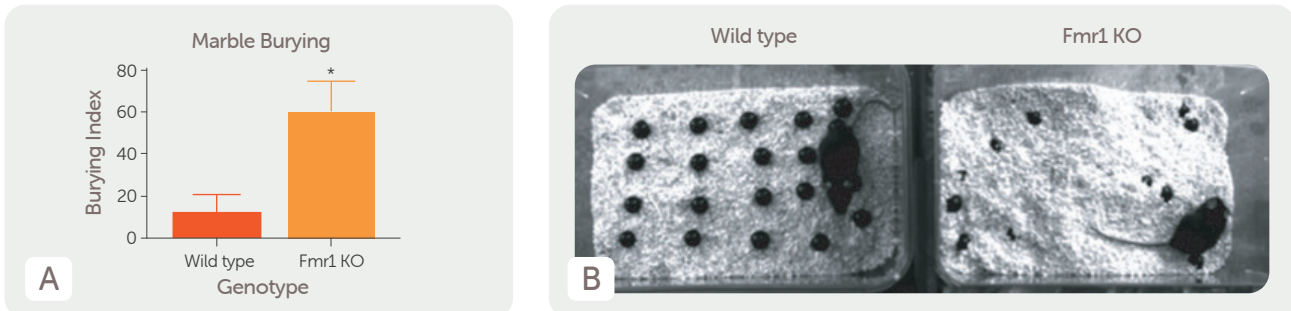 Marble Burying
80
60
40
20
0
*
Burying Index
Wild type
Fmr1 KO
Genotype
A
Wild type
Fmr1 KO
B